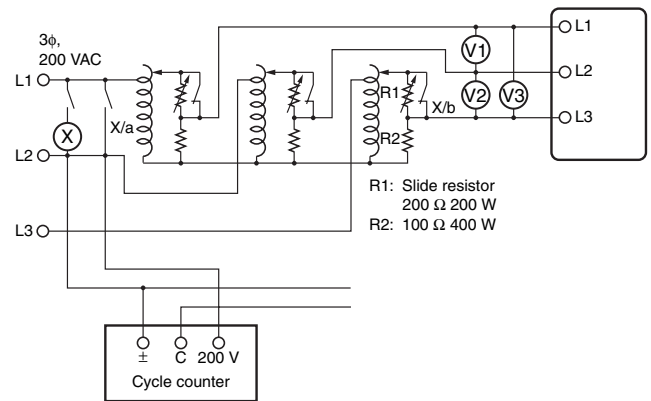 3ϕ,
200 VAC
L1
L2
L3
X
X/a
R1
R2
X/b
V1
V2
V3
L1
L2
L3
R1: Slide resistor
200 Ω 200 W
R2: 100 Ω 400 W
± C 200 V
Cycle counter